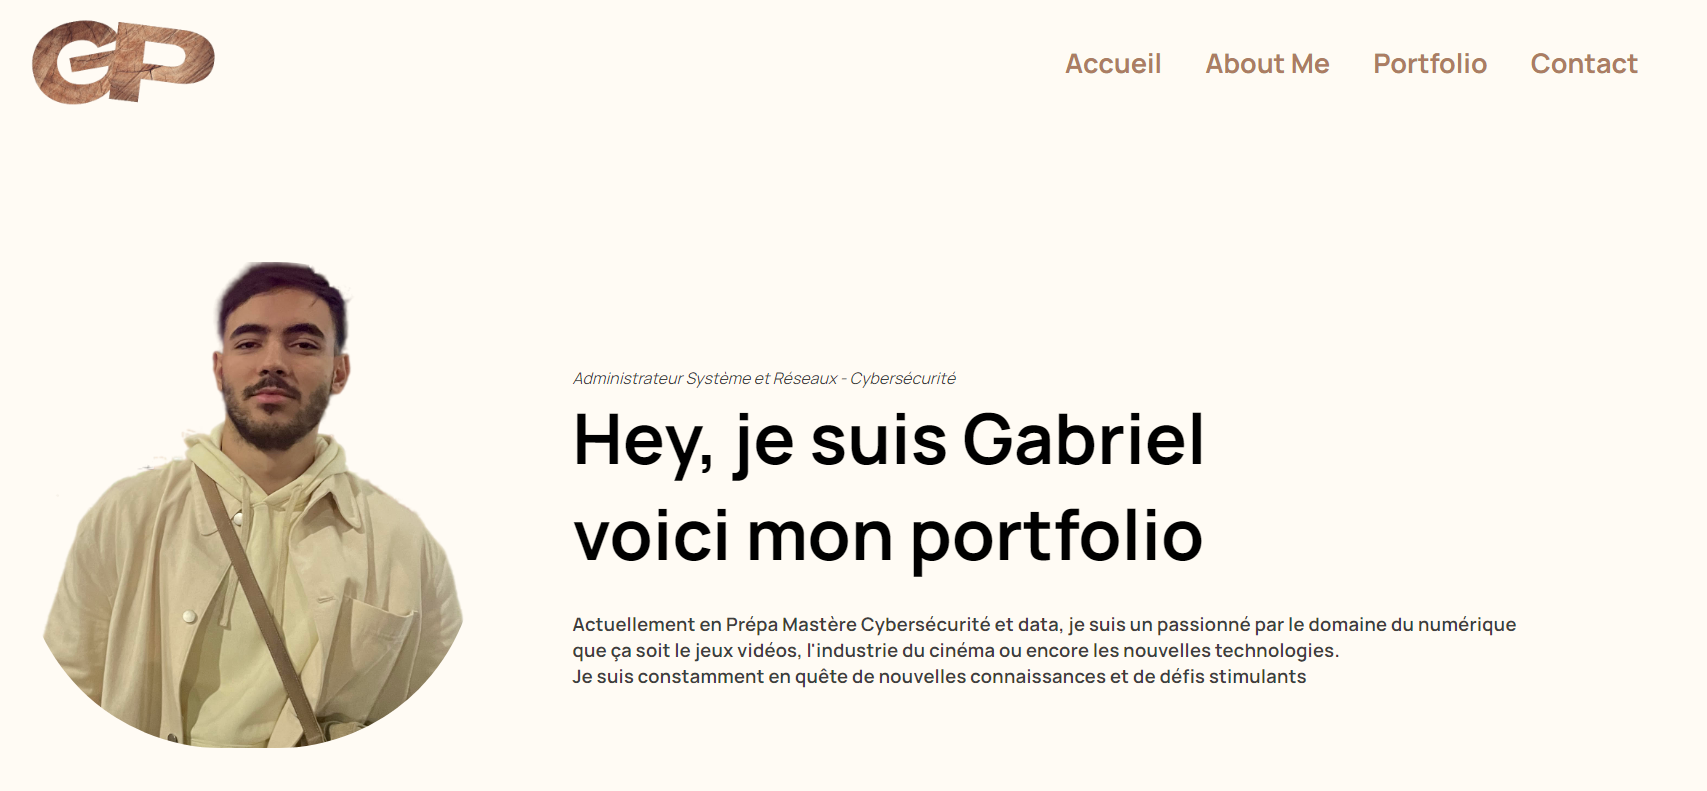 GP
Accueil About Me Portfolio Contact
Administrateur Système et Réseaux - Cybersécurité
Hey, je suis Gabriel
voici mon portfolio
Actuellement en Prépa Mastère Cybersécurité et data, je suis un passionné par le domaine du numérique
que ça soit le jeux vidéos, l'industrie du cinéma ou encore les nouvelles technologies.
Je suis constamment en quête de nouvelles connaissances et de défis stimulants